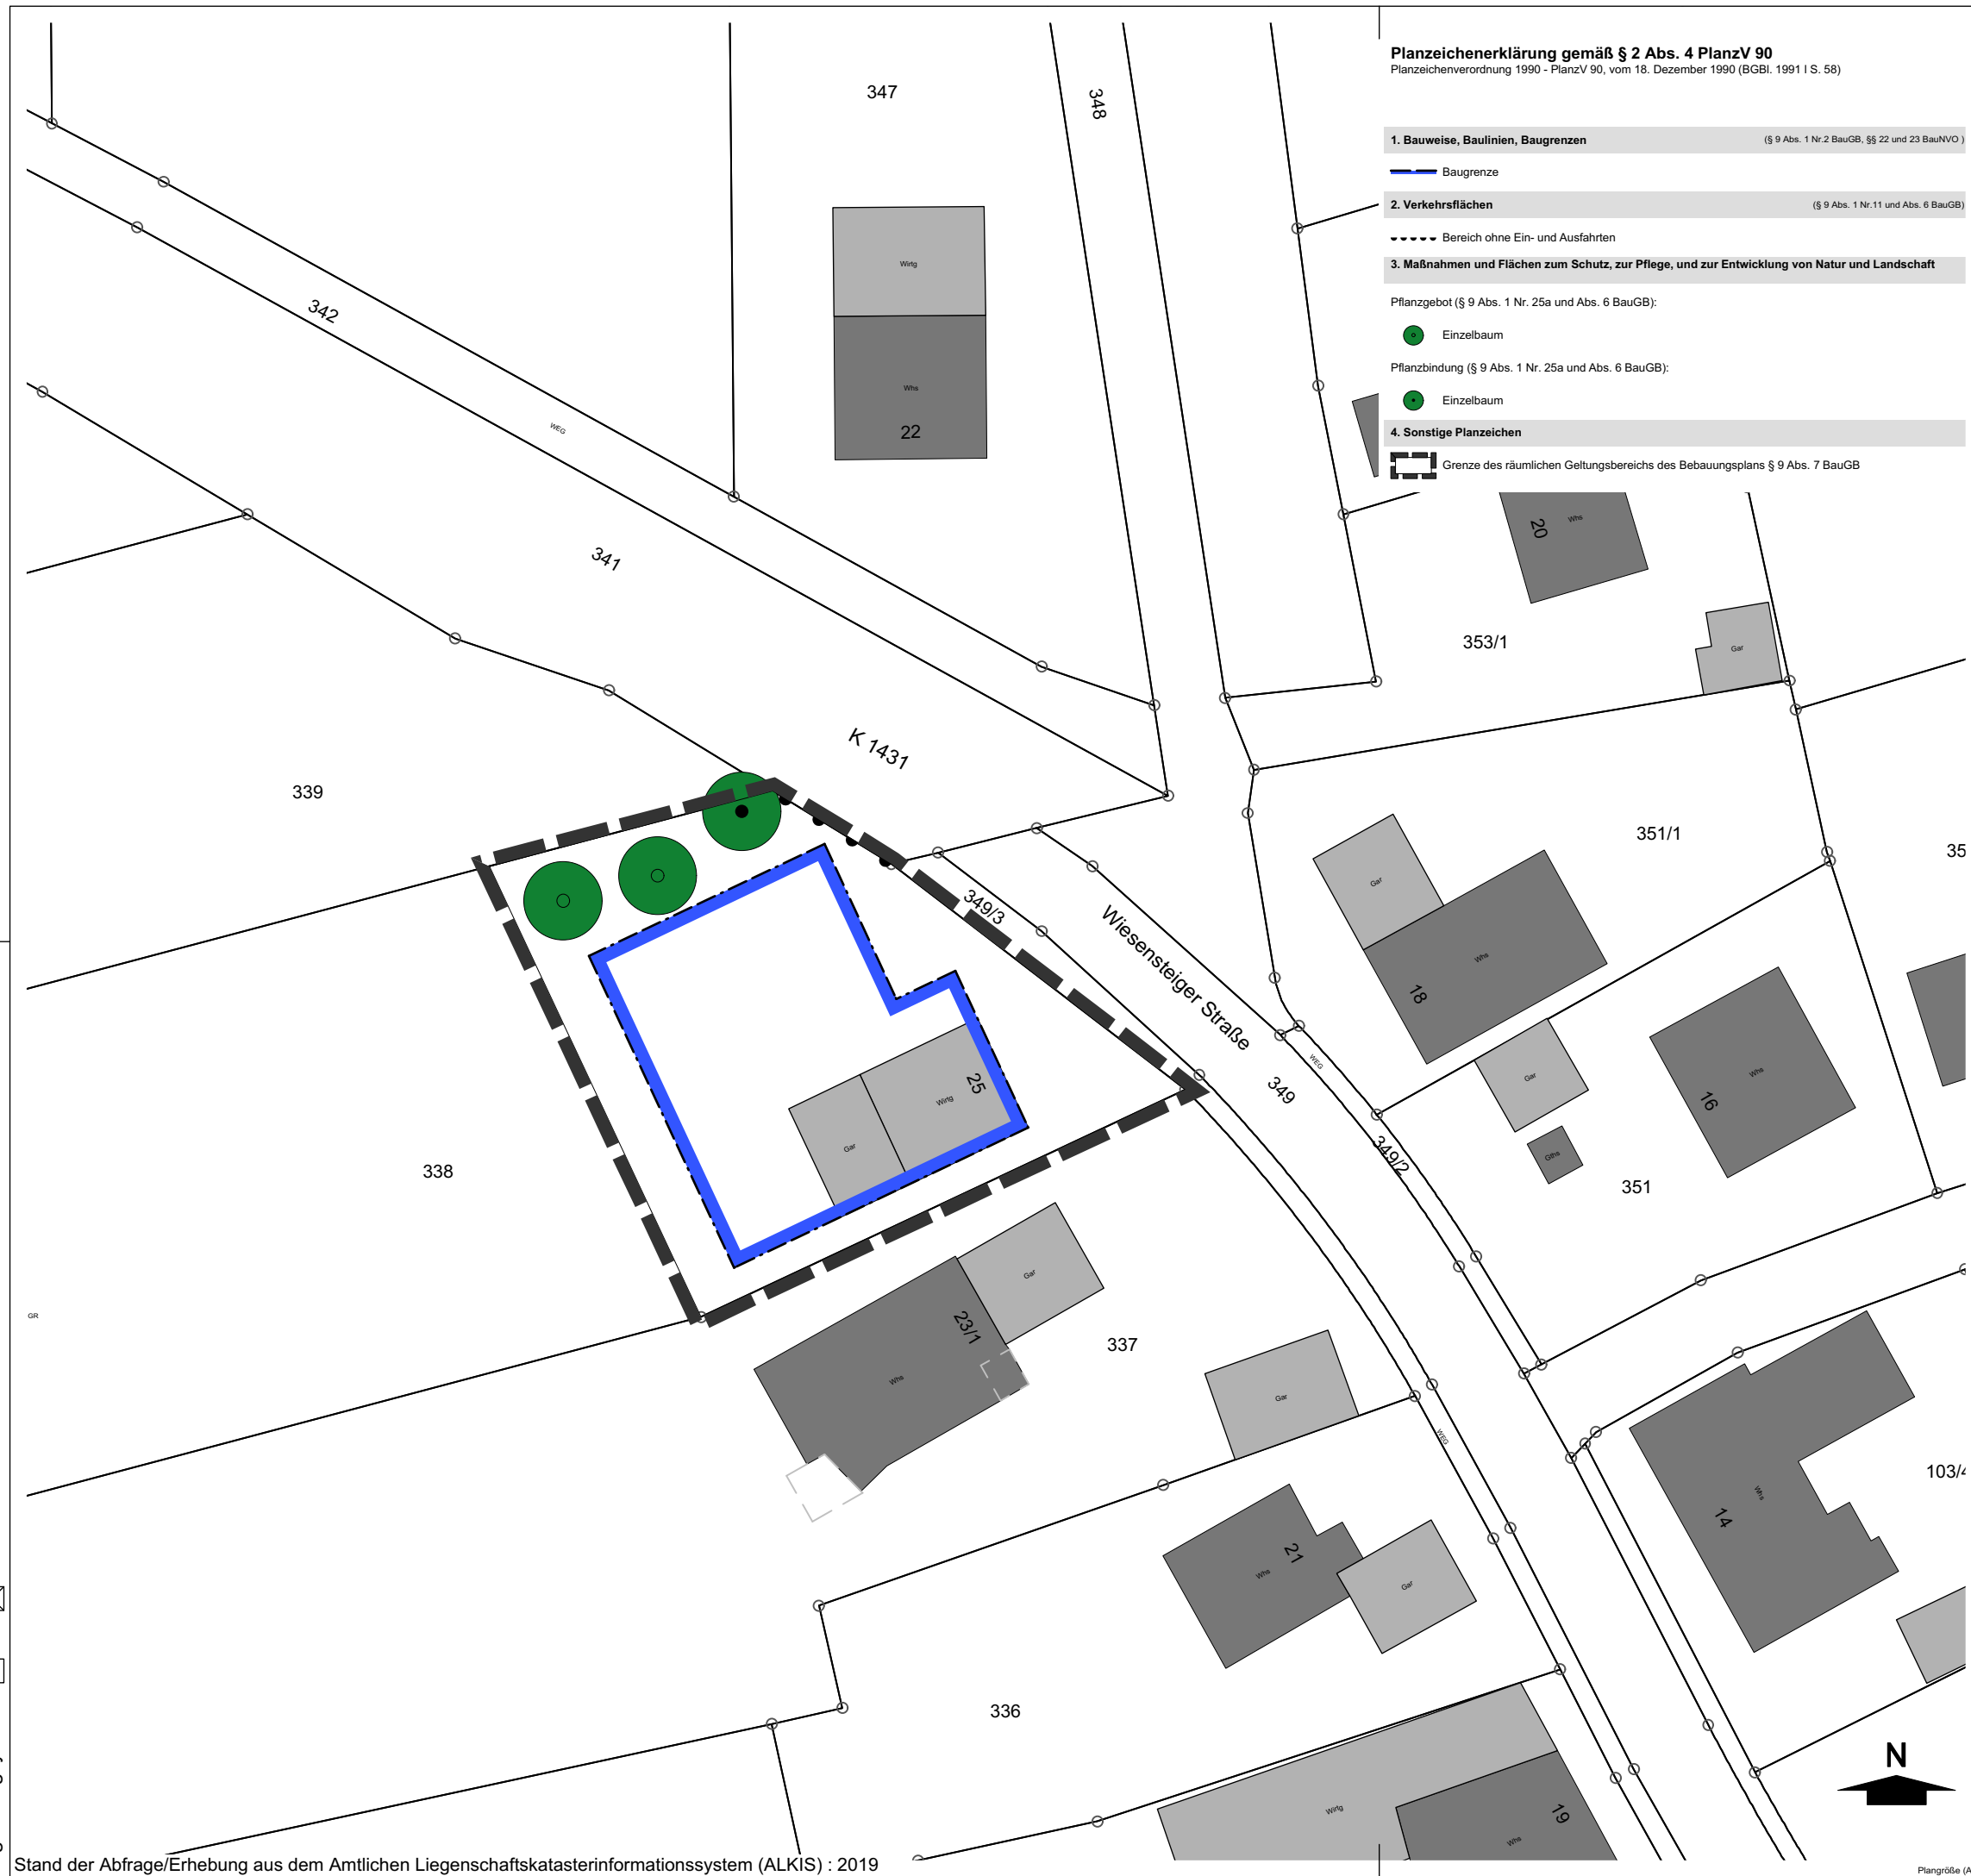 Planzeichenerklärung gemäß § 2 Abs. 4 PlanzV 90
Planzeichenverordnung 1990 - PlanzV 90, vom 18. Dezember 1990 (BGBl. 1991 I S. 58)
1. Bauweise, Baulinien, Baugrenzen (§ 9 Abs. 1 Nr.2 BauGB, §§ 22 und 23 BauNVO )
Baugrenze
2. Verkehrsflächen (§ 9 Abs. 1 Nr.11 und Abs. 6 BauGB)
Bereich ohne Ein- und Ausfahrten
3. Maßnahmen und Flächen zum Schutz, zur Pflege, und zur Entwicklung von Natur und Landschaft
Pflanzgebot (§ 9 Abs. 1 Nr. 25a und Abs. 6 BauGB):
Einzelbaum
Pflanzbindung (§ 9 Abs. 1 Nr. 25a und Abs. 6 BauGB):
Einzelbaum
4. Sonstige Planzeichen
Grenze des räumlichen Geltungsbereichs des Bebauungsplans § 9 Abs. 7 BauGB
347
348
Wirtg
342
Whs
22
WEG
20
Whs
341
353/1
Gar
K 1431
339
351/1
35
Gar
349/3
Wiesensteiger Straße
Whs
18
WEG
25
Wirtg
349
Gar
Whs
16
Gar
349/2
Gths
338
351
Gar
GR
23/1
337
Whs
Gar
WEG
103/4
Whs
14
21
Whs
Gar
336
N
Wirtg
19
Whs
Stand der Abfrage/Erhebung aus dem Amtlichen Liegenschaftskatasterinformationssystem (ALKIS) : 2019
Plangröße (A